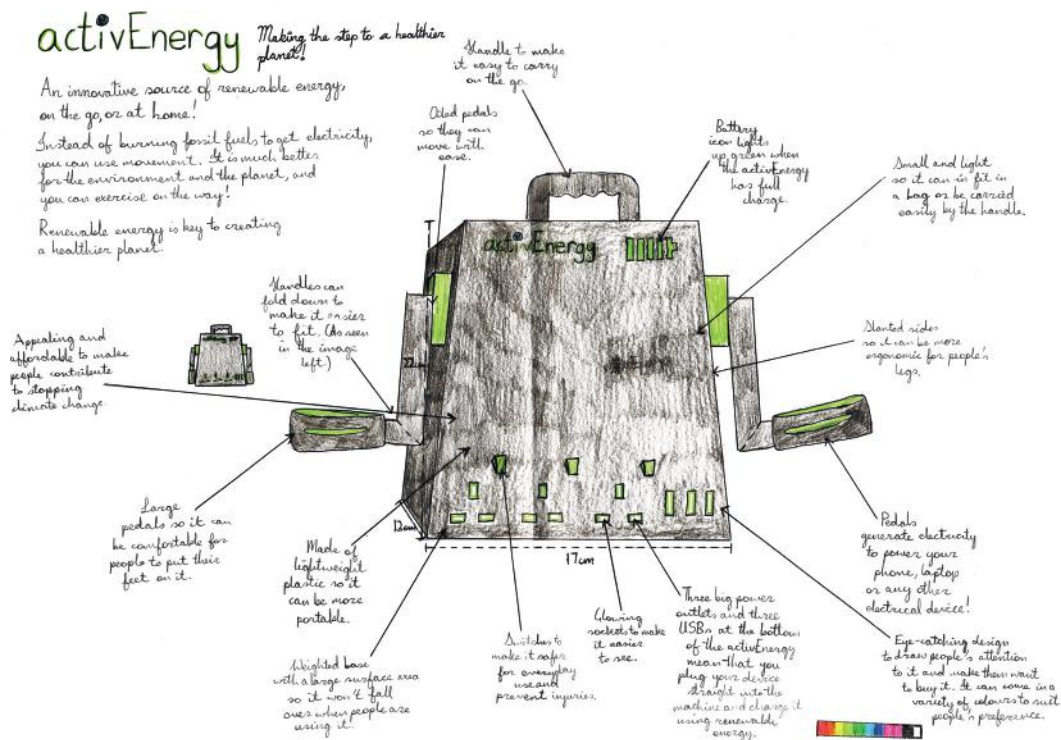 activEnergy
Making the step to a healthier
planet!
An innovative source of renewable energy,
on the go, or at home!
Instead of burning fossil fuels to get electricity,
you can use movement. It is much better
for the environment and the planet, and
you can exercise on the way!
Renewable energy is key to creating
a healthier planet.
Handle to make
it easy to carry
on the go.
Oiled pedals
so they can
move with
ease.
Battery
icon lights
up green when
the activEnergy
has full
charge.
Small and light
so it can in fit in
a bag or be carried
easily by the handle.
activEnergy
Handles can
fold down to
make it easier
to fit. (As seen
in the image
left.)
Appealing and
affordable to make
people contribute
to stopping
climate change.
22cm
Slanted sides
so it can be more
ergonomic for people's
legs.
Large
pedals so it can
be comfortable for
people to put their
feet on it.
12cm
17cm
Made of
lightweight
plastic so it
can be more
portable.
Pedals
generate electricity
to power your
phone, laptop
or any other
electrical device!
Weighted base
with a large surface area
so it won't fall
over when people are
using it.
Switches to
make it safer
for everyday
use and
prevent injuries.
Glowing
sockets to make
it easier
to see.
Three big power
outlets and three
USBs at the bottom
of the activEnergy
mean that you
plug your device
straight into the
machine and charge it
using renewable
energy.
Eye-catching design
to draw people's attention
to it and make them want
to buy it. It can come in a
variety of colours to suit
people's preference.